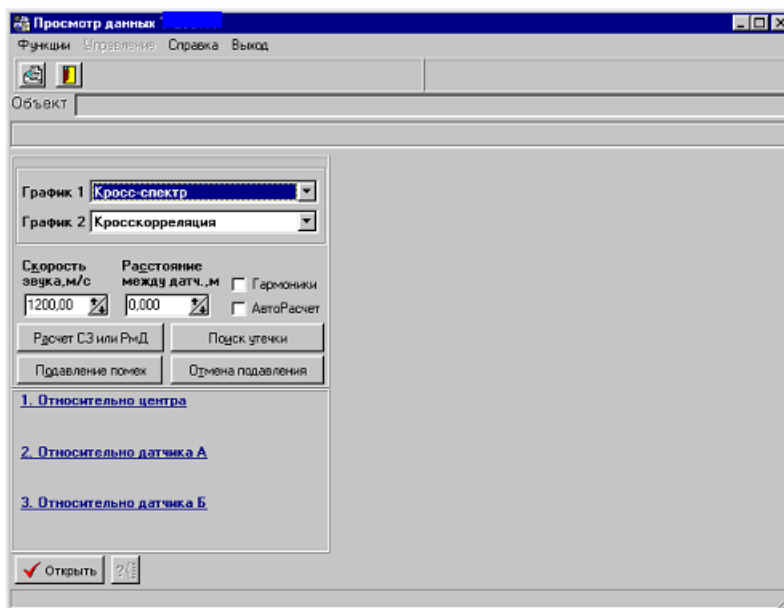 Просмотр данных
Функции Управление Справка Выход
Объект
График 1 Кросс-спектр
График 2 Кросскорреляция
Скорость звука,м/с Расстояние между датч.,м Гармоники
1200,00 0,000 АвтоРасчет
Расчет СЗ или РмД Поиск утечки
Подавление помех Отмена подавления
1. Относительно центра
2. Относительно датчика А
3. Относительно датчика Б
Открыть ?